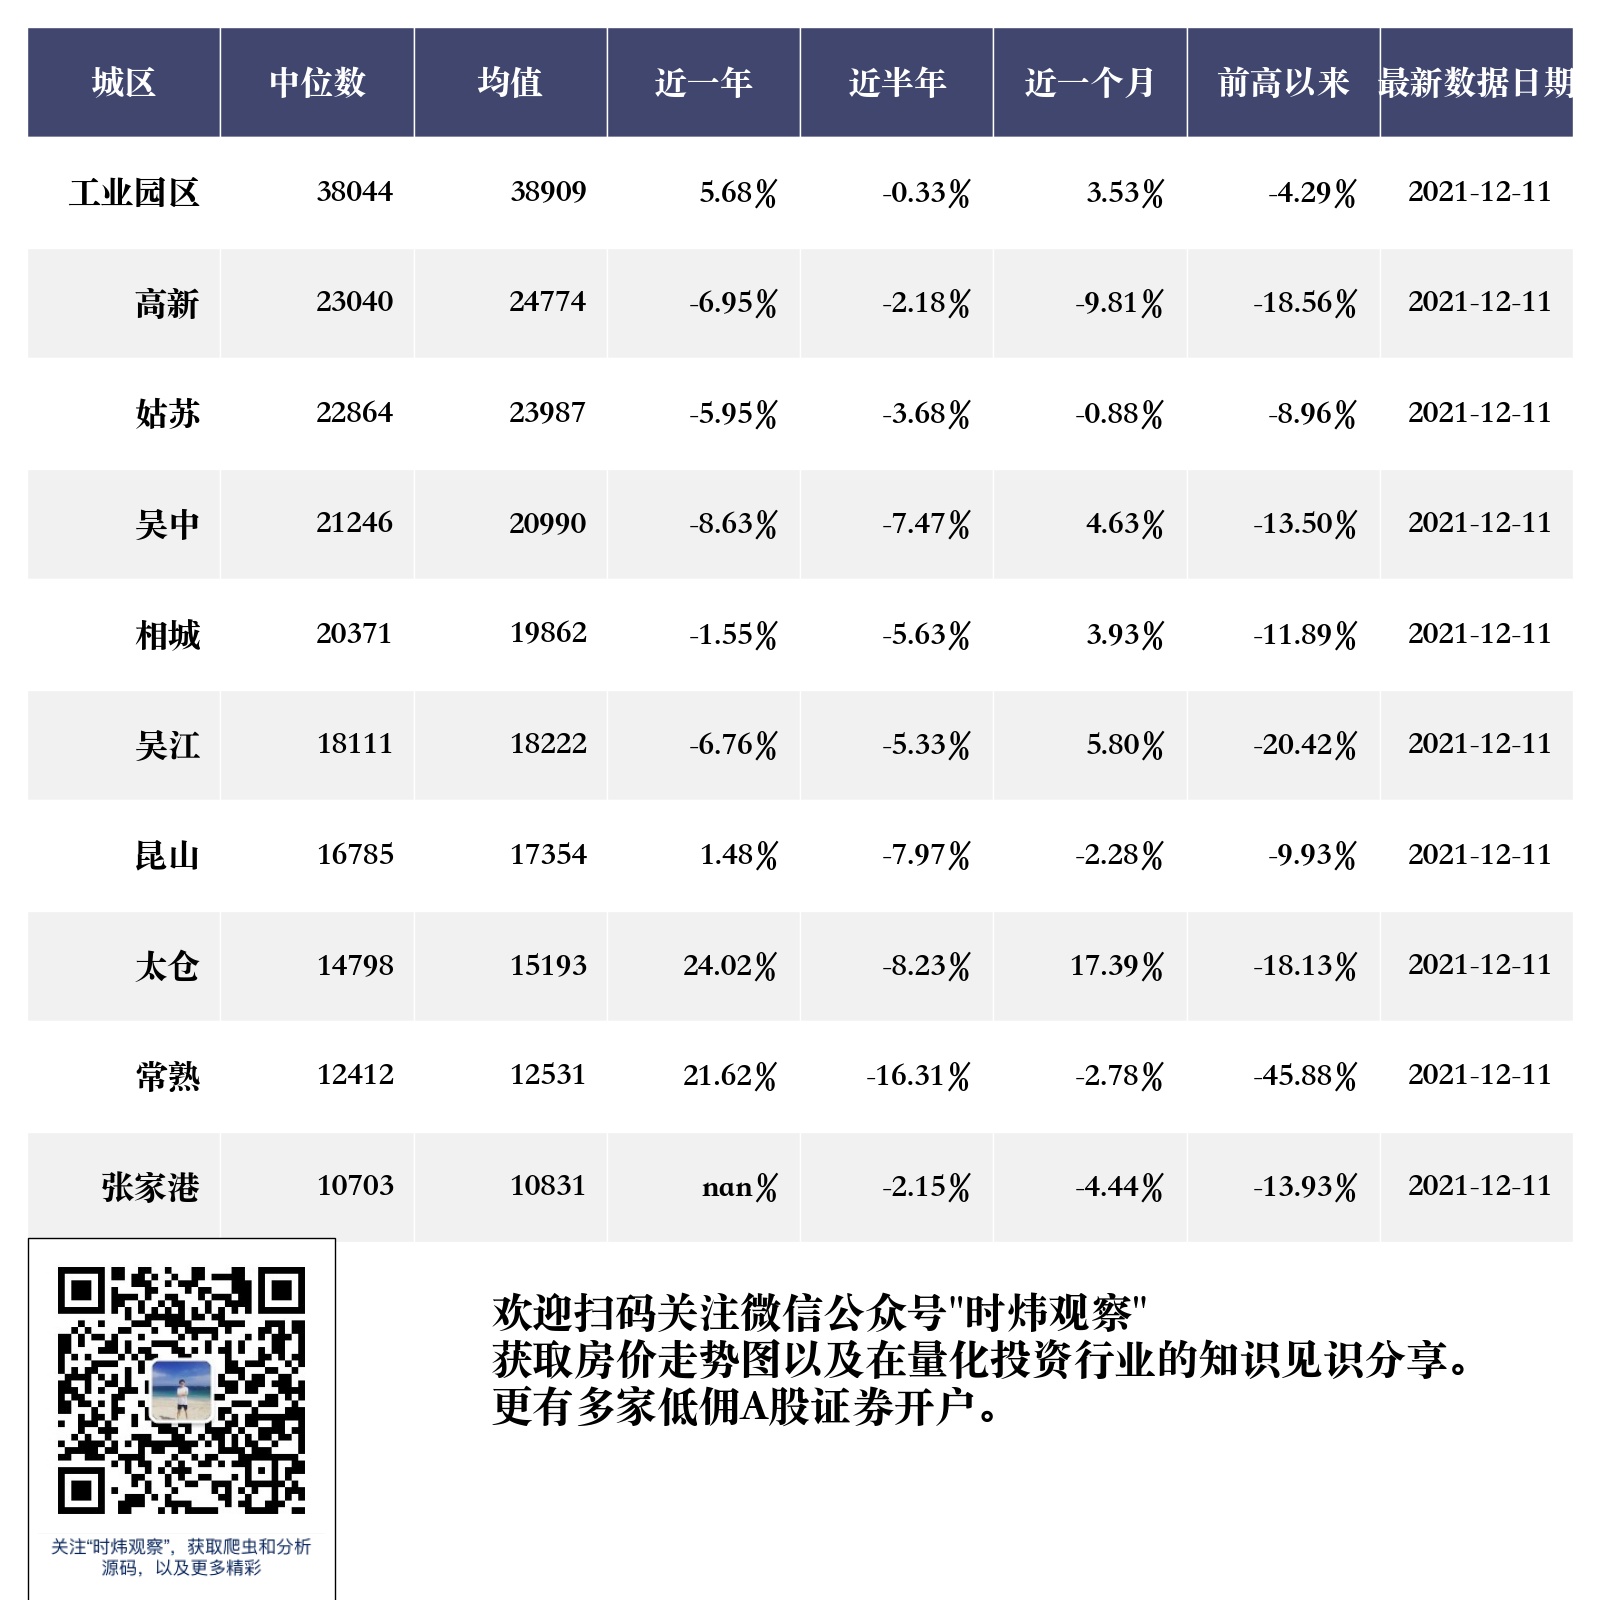 城区 中位数 均值 近一年 近半年 近一个月 前高以来 最新数据日期
工业园区 38044 38909 5.68% -0.33% 3.53% -4.29% 2021-12-11
高新 23040 24774 -6.95% -2.18% -9.81% -18.56% 2021-12-11
姑苏 22864 23987 -5.95% -3.68% -0.88% -8.96% 2021-12-11
吴中 21246 20990 -8.63% -7.47% 4.63% -13.50% 2021-12-11
相城 20371 19862 -1.55% -5.63% 3.93% -11.89% 2021-12-11
吴江 18111 18222 -6.76% -5.33% 5.80% -20.42% 2021-12-11
昆山 16785 17354 1.48% -7.97% -2.28% -9.93% 2021-12-11
太仓 14798 15193 24.02% -8.23% 17.39% -18.13% 2021-12-11
常熟 12412 12531 21.62% -16.31% -2.78% -45.88% 2021-12-11
张家港 10703 10831 nan% -2.15% -4.44% -13.93% 2021-12-11
欢迎扫码关注微信公众号"时炜观察"
获取房价走势图以及在量化投资行业的知识见识分享。
更有多家低佣A股证券开户。
关注“时炜观察”，获取爬虫和分析
源码，以及更多精彩